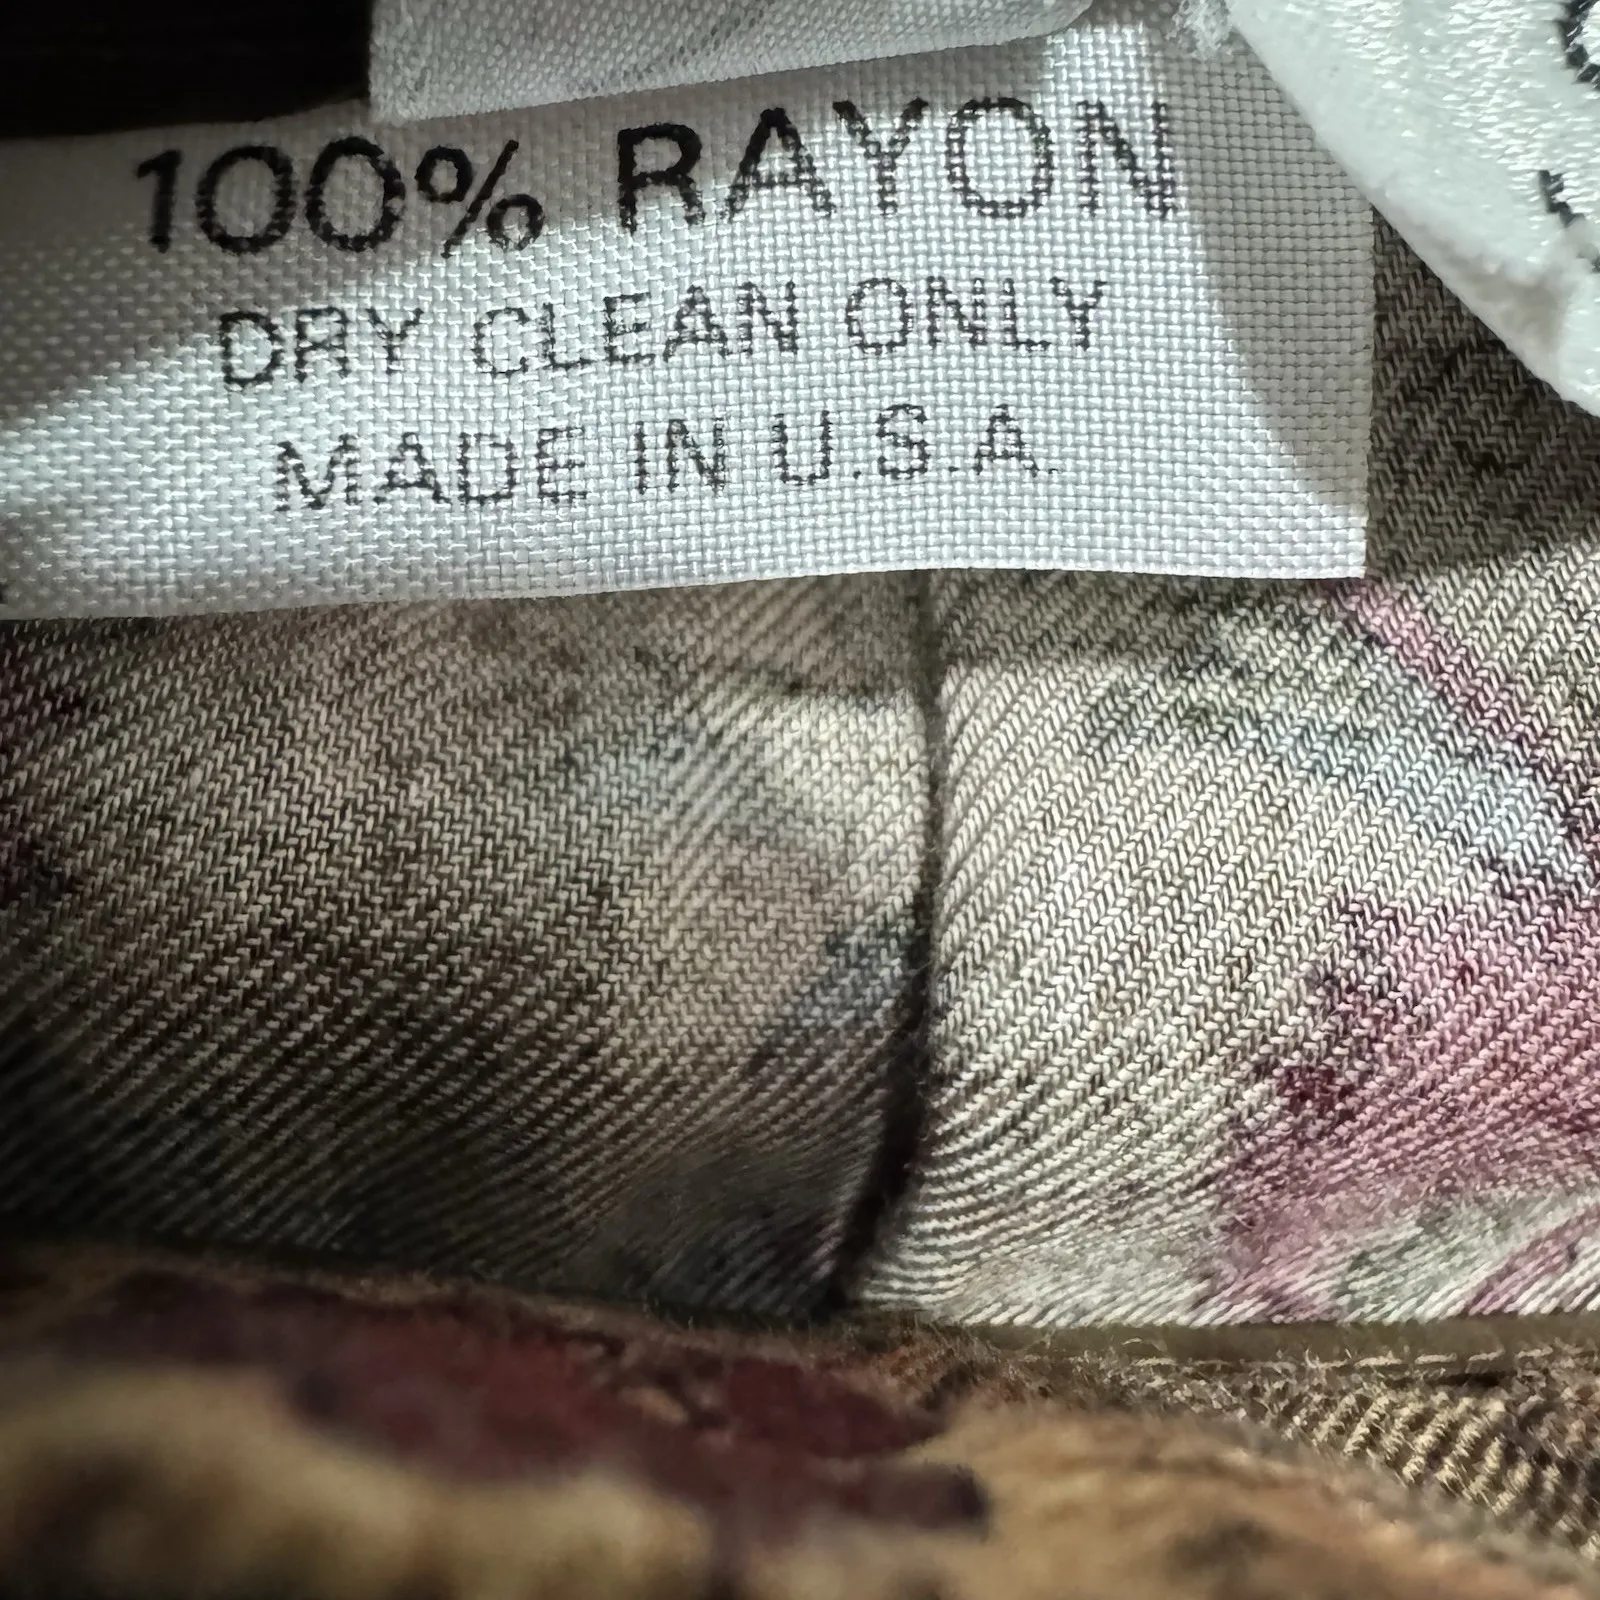 100% RAYON
DRY CLEAN ONLY
MADE IN U.S.A.